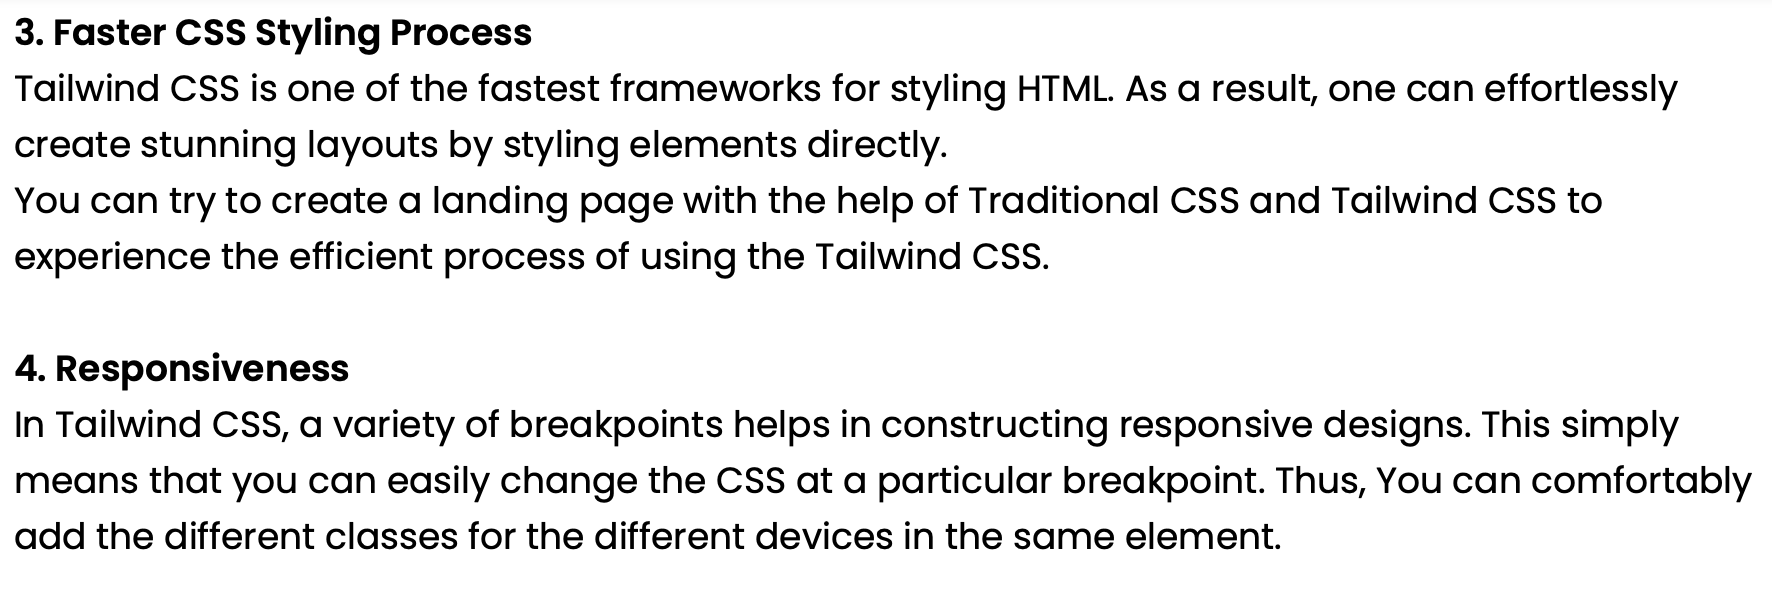 3. Faster CSS Styling Process
Tailwind CSS is one of the fastest frameworks for styling HTML. As a result, one can effortlessly
create stunning layouts by styling elements directly.
You can try to create a landing page with the help of Traditional CSS and Tailwind CSS to
experience the efficient process of using the Tailwind CSS.
4. Responsiveness
In Tailwind CSS, a variety of breakpoints helps in constructing responsive designs. This simply
means that you can easily change the CSS at a particular breakpoint. Thus, You can comfortably
add the different classes for the different devices in the same element.